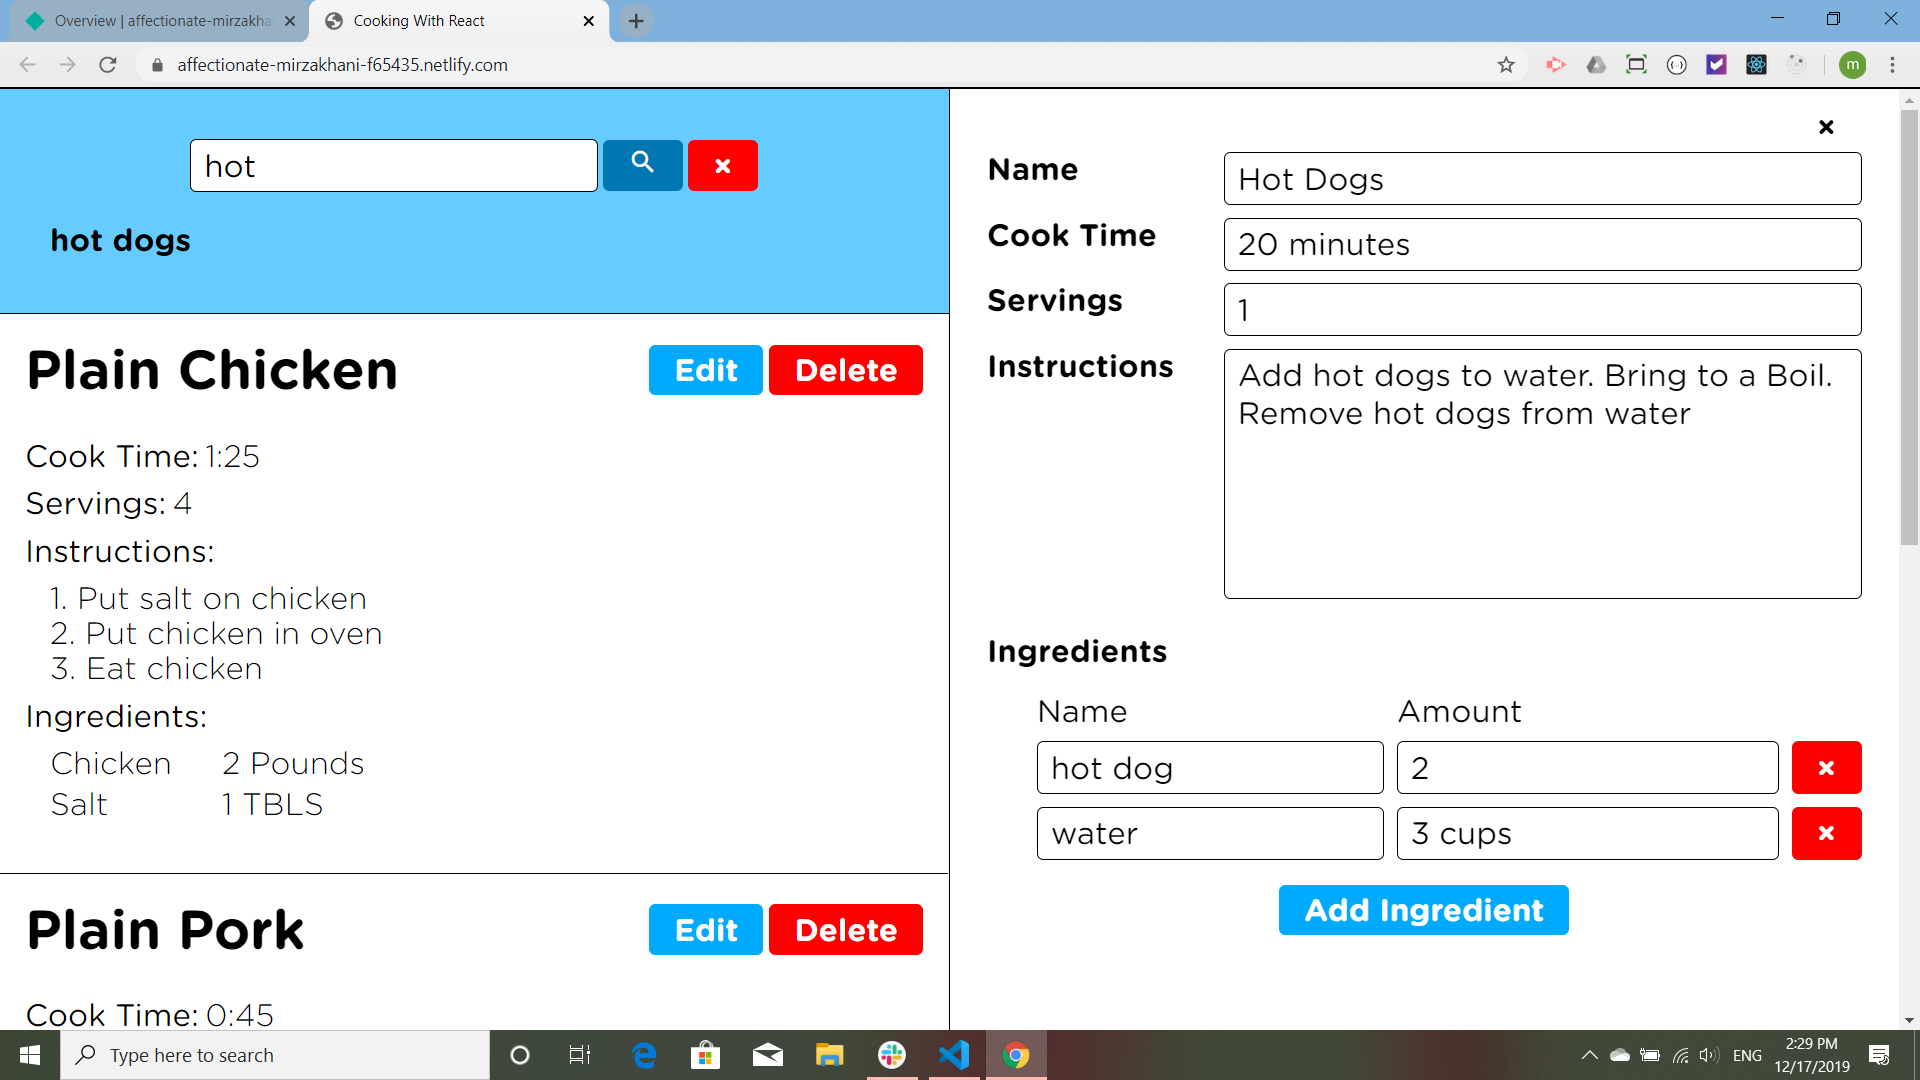 Overview | affectionate-mirzakha
Cooking With React
affectionate-mirzakhani-f65435.netlify.com
m
hot
hot dogs
Plain Chicken
Edit
Delete
Cook Time: 1:25
Servings: 4
Instructions:
1. Put salt on chicken
2. Put chicken in oven
3. Eat chicken
Ingredients:
Chicken 2 Pounds
Salt 1 TBLS
Plain Pork
Edit
Delete
Cook Time: 0:45
Name
Hot Dogs
Cook Time
20 minutes
Servings
1
Instructions
Add hot dogs to water. Bring to a Boil.
Remove hot dogs from water
Ingredients
Name Amount
hot dog 2
water 3 cups
Add Ingredient
Type here to search
ENG
2:29 PM
12/17/2019